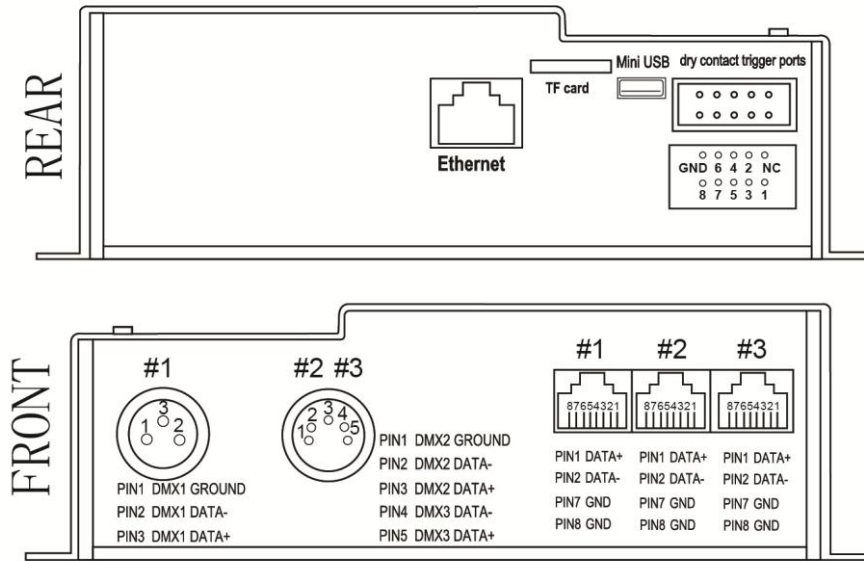 REAR
Mini USB dry contact trigger ports
TF card
Ethernet
GND 6 4 2 NC
8 7 5 3 1
FRONT
#1
3
1 2
PIN1 DMX1 GROUND
PIN2 DMX1 DATA-
PIN3 DMX1 DATA+
#2 #3
3
2 4
1 5
PIN1 DMX2 GROUND
PIN2 DMX2 DATA-
PIN3 DMX2 DATA+
PIN4 DMX3 DATA-
PIN5 DMX3 DATA+
#1 #2 #3
87654321 87654321 87654321
PIN1 DATA+ PIN1 DATA+ PIN1 DATA+
PIN2 DATA- PIN2 DATA- PIN2 DATA-
PIN7 GND PIN7 GND PIN7 GND
PIN8 GND PIN8 GND PIN8 GND